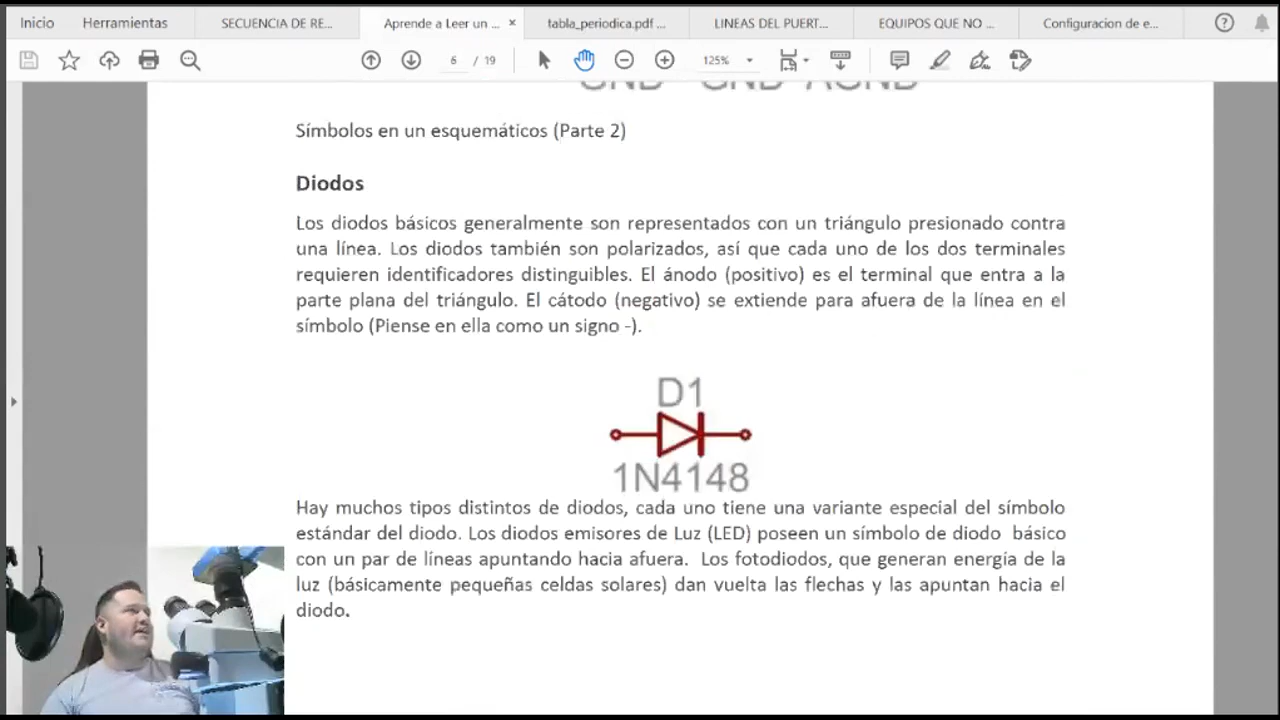 Inicio Herramientas SECUENCIA DE RE... Aprende a Leer un ... × tabla_periodica.pdf ... LINEAS DEL PUERT... EQUIPOS QUE NO ... Configuracion de e...
6 / 19 125%
GND GND AGND
Símbolos en un esquemáticos (Parte 2)
Diodos
Los diodos básicos generalmente son representados con un triángulo presionado contra
una línea. Los diodos también son polarizados, así que cada uno de los dos terminales
requieren identificadores distinguibles. El ánodo (positivo) es el terminal que entra a la
parte plana del triángulo. El cátodo (negativo) se extiende para afuera de la línea en el
símbolo (Piense en ella como un signo -).
D1
1N4148
Hay muchos tipos distintos de diodos, cada uno tiene una variante especial del símbolo
estándar del diodo. Los diodos emisores de Luz (LED) poseen un símbolo de diodo básico
con un par de líneas apuntando hacia afuera. Los fotodiodos, que generan energía de la
luz (básicamente pequeñas celdas solares) dan vuelta las flechas y las apuntan hacia el
diodo.